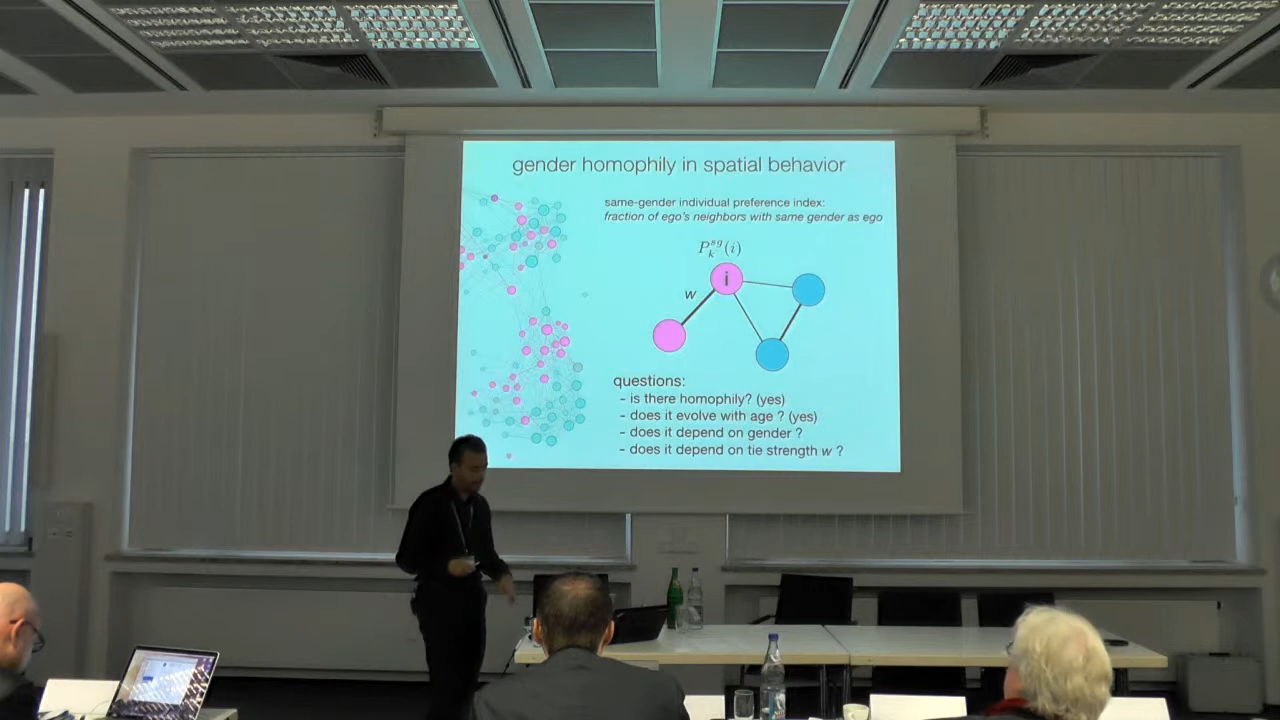 gender homophily in spatial behavior
same-gender individual preference index:
fraction of ego's neighbors with same gender as ego
P_k^{sg}(i)
i
w
questions:
- is there homophily? (yes)
- does it evolve with age ? (yes)
- does it depend on gender ?
- does it depend on tie strength w ?